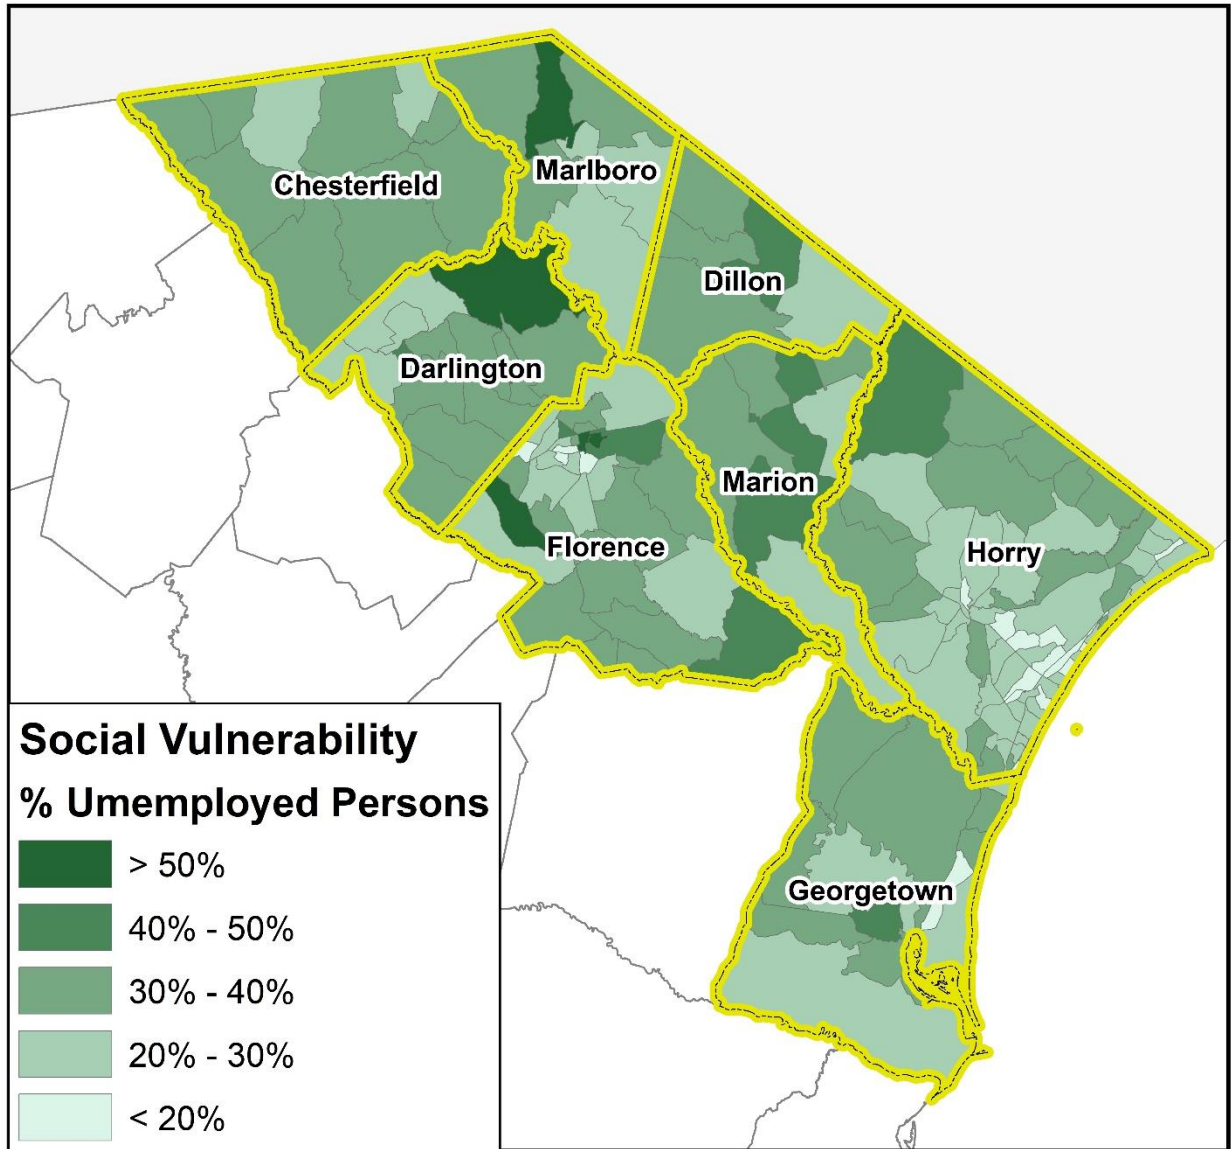 Chesterfield
Marlboro
Dillon
Darlington
Marion
Florence
Horry
Georgetown
Social Vulnerability
% Umemployed Persons
> 50%
40% - 50%
30% - 40%
20% - 30%
< 20%